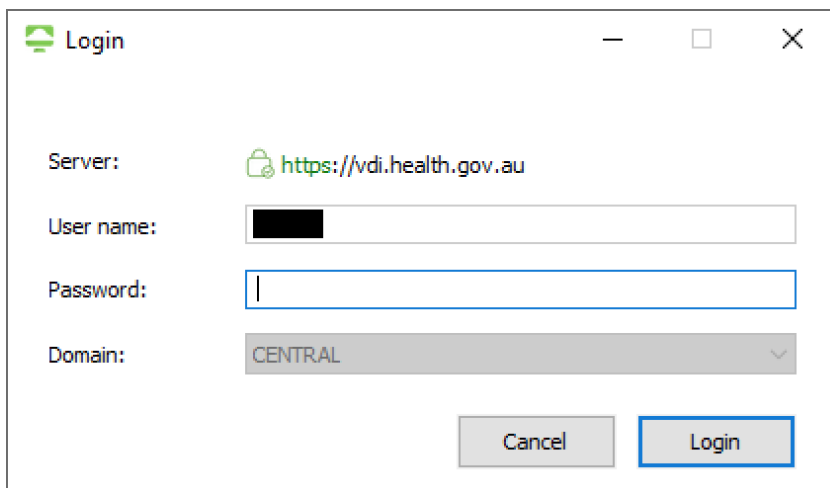 Login
Server: https://vdi.health.gov.au
User name:
Password:
Domain: CENTRAL
Cancel Login